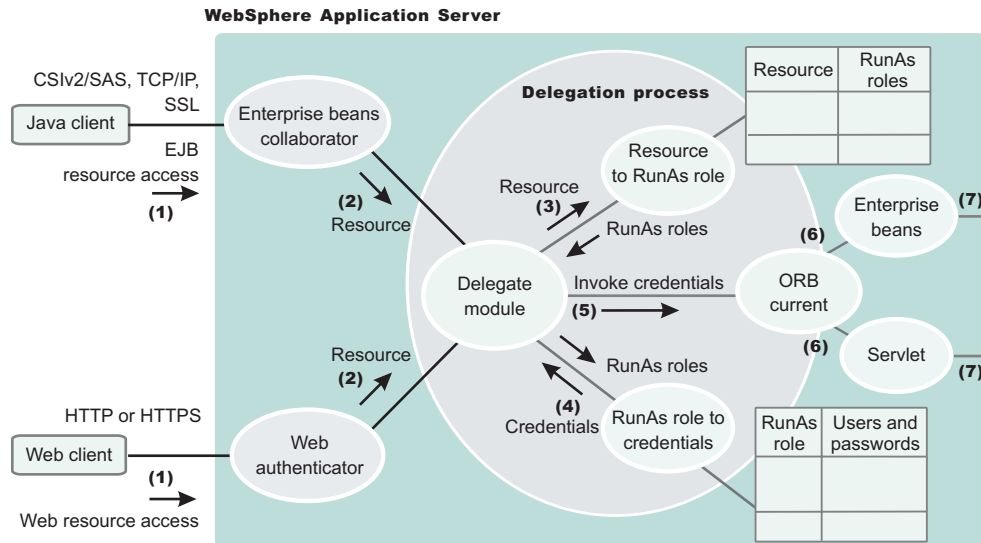 WebSphere Application Server
CSIv2/SAS, TCP/IP,
SSL
Java client
EJB
resource access
(1)
Enterprise beans
collaborator
(2)
Resource
Delegation process
Resource
to RunAs role
Resource
(3)
RunAs roles
Resource
RunAs
roles
Delegate
module
Invoke credentials
(5)
ORB
current
(6)
Enterprise
beans
(7)
(6)
Servlet
(7)
Resource
(2)
RunAs roles
(4)
Credentials
RunAs role to
credentials
RunAs
role
Users and
passwords
HTTP or HTTPS
Web client
(1)
Web resource access
Web
authenticator